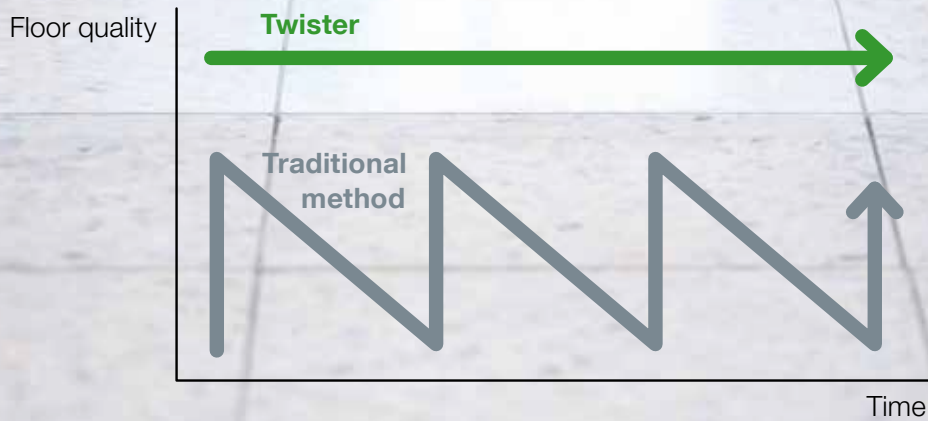 Floor quality
Twister
Traditional
method
Time